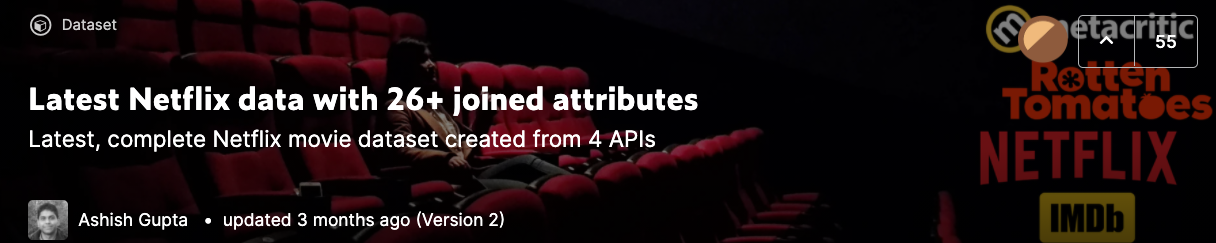 Dataset
metacritic
55
Rotten
Tomatoes
Latest Netflix data with 26+ joined attributes
Latest, complete Netflix movie dataset created from 4 APIs
NETFLIX
IMDb
Ashish Gupta • updated 3 months ago (Version 2)